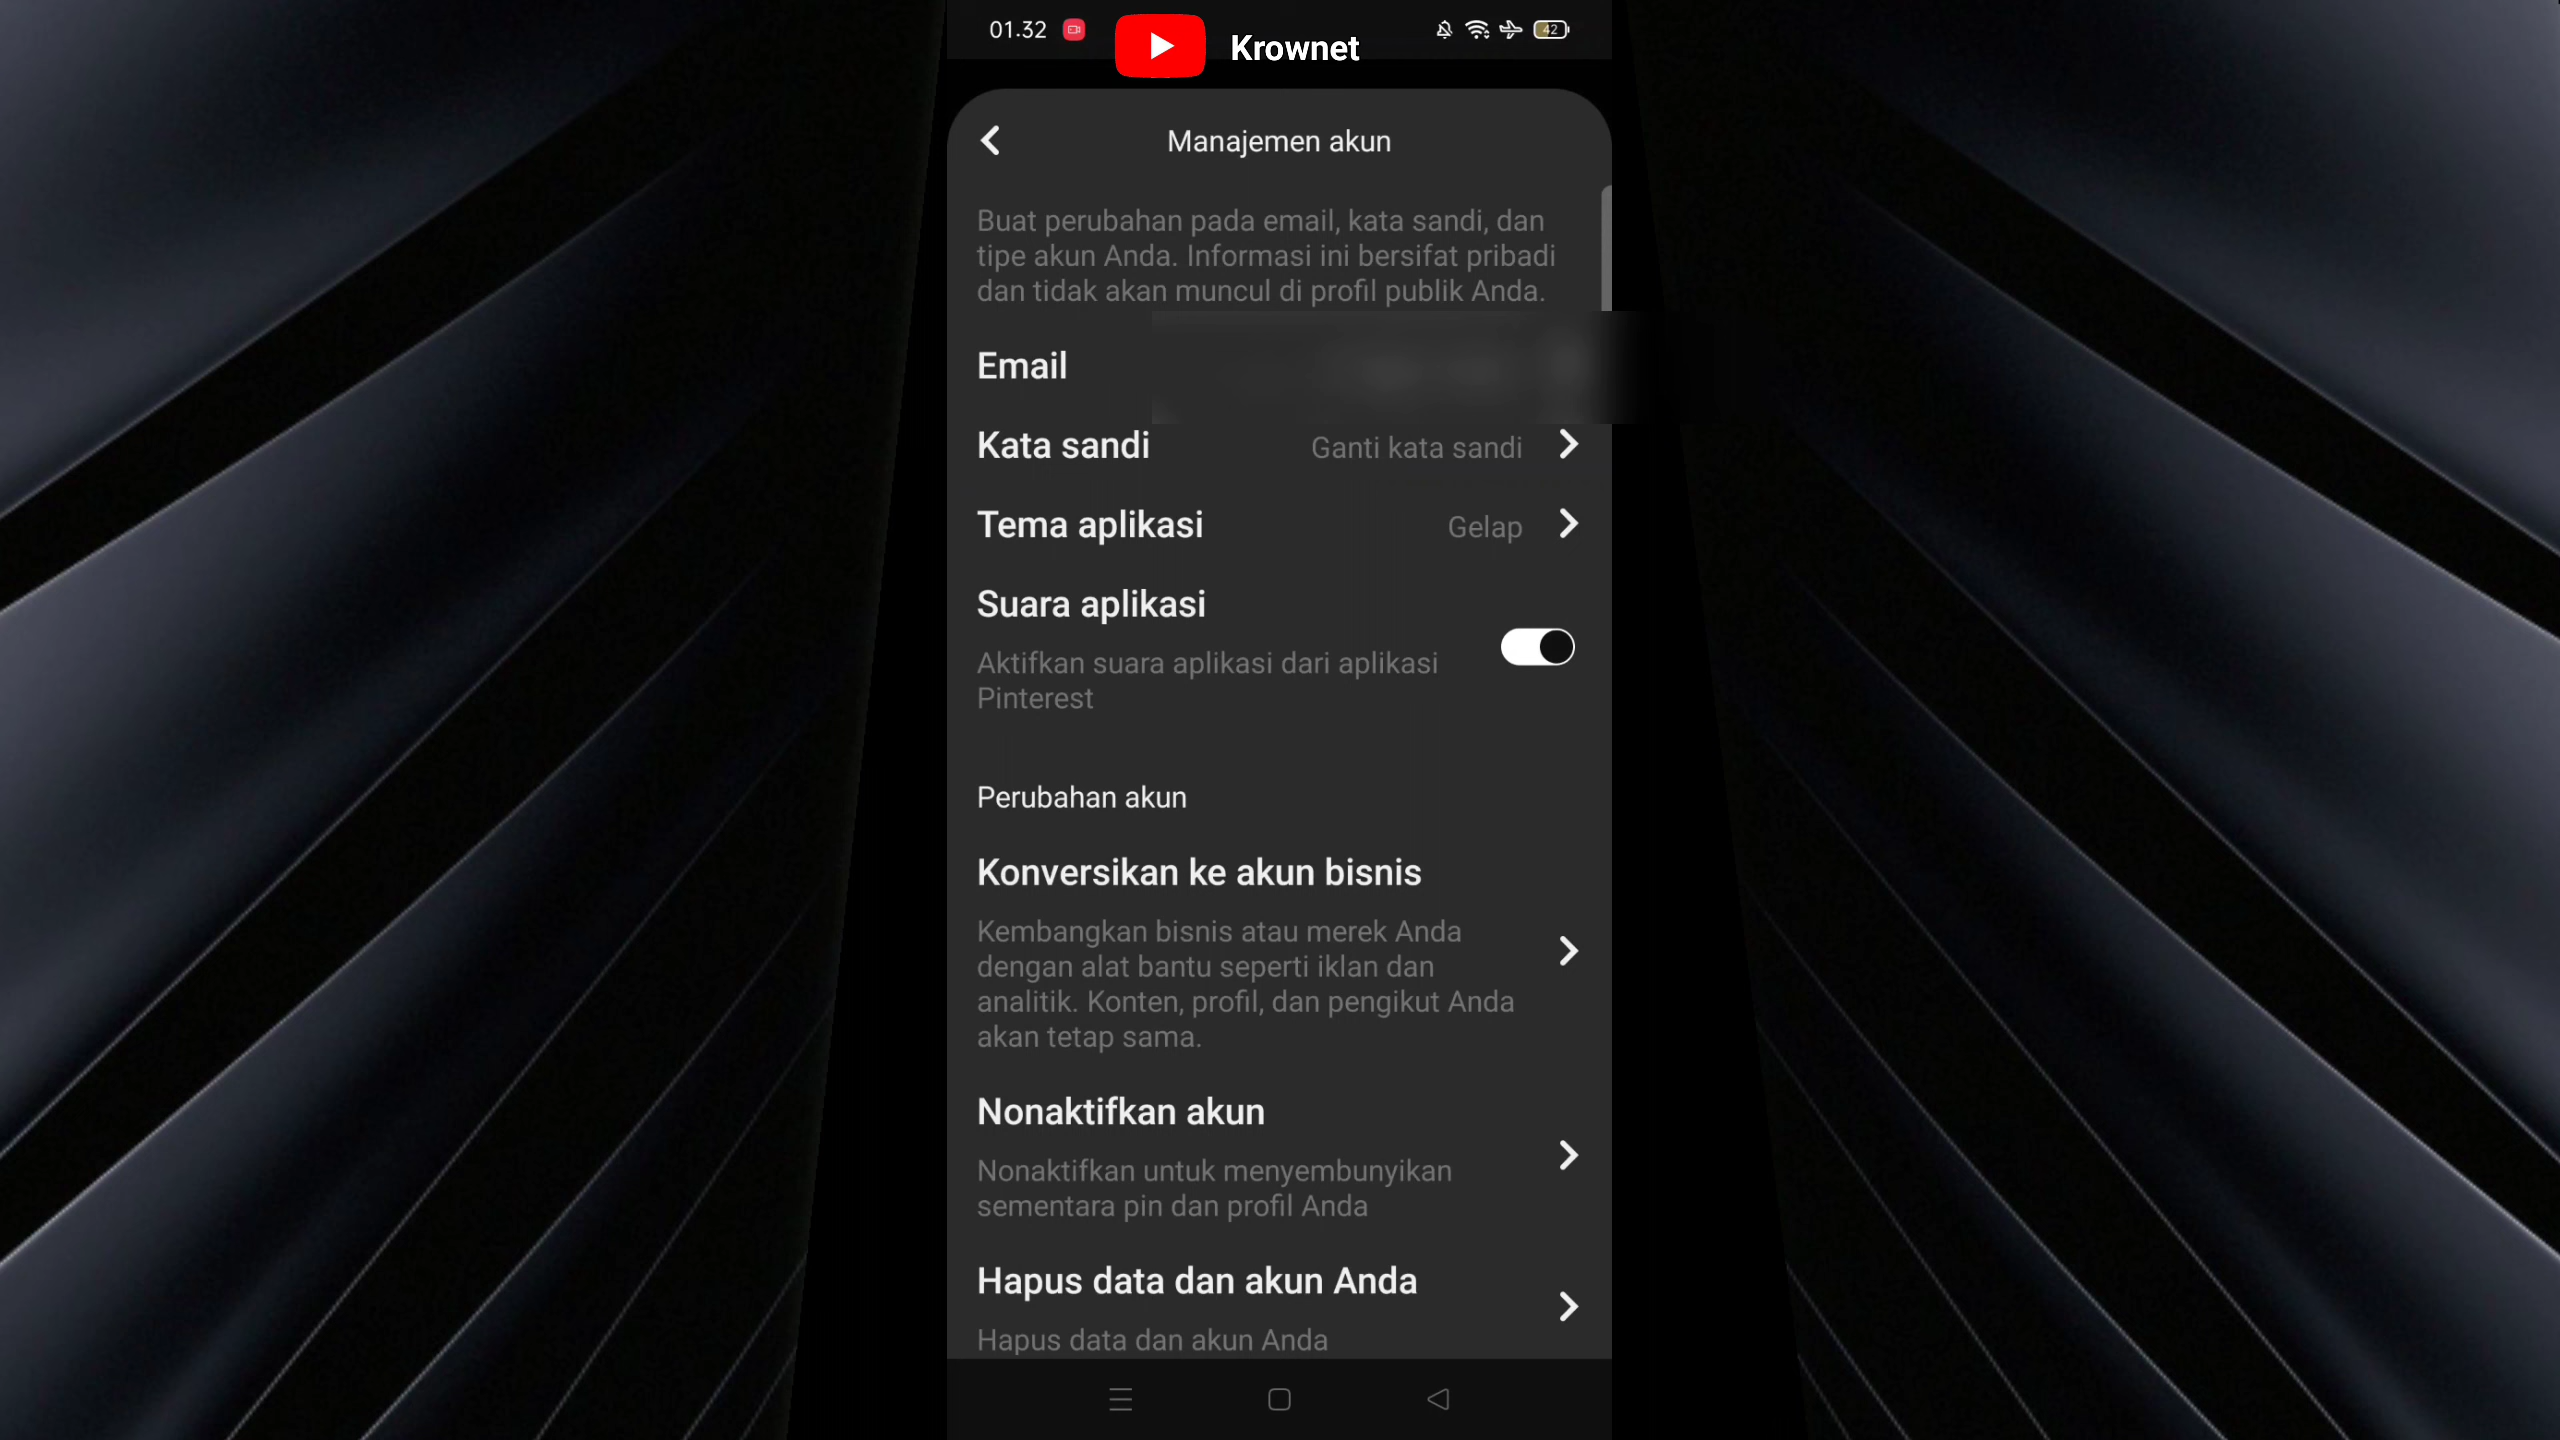 01.32
Krownet
42
Manajemen akun
Buat perubahan pada email, kata sandi, dan
tipe akun Anda. Informasi ini bersifat pribadi
dan tidak akan muncul di profil publik Anda.
Email
Kata sandi
Ganti kata sandi
Tema aplikasi
Gelap
Suara aplikasi
Aktifkan suara aplikasi dari aplikasi
Pinterest
Perubahan akun
Konversikan ke akun bisnis
Kembangkan bisnis atau merek Anda
dengan alat bantu seperti iklan dan
analitik. Konten, profil, dan pengikut Anda
akan tetap sama.
Nonaktifkan akun
Nonaktifkan untuk menyembunyikan
sementara pin dan profil Anda
Hapus data dan akun Anda
Hapus data dan akun Anda